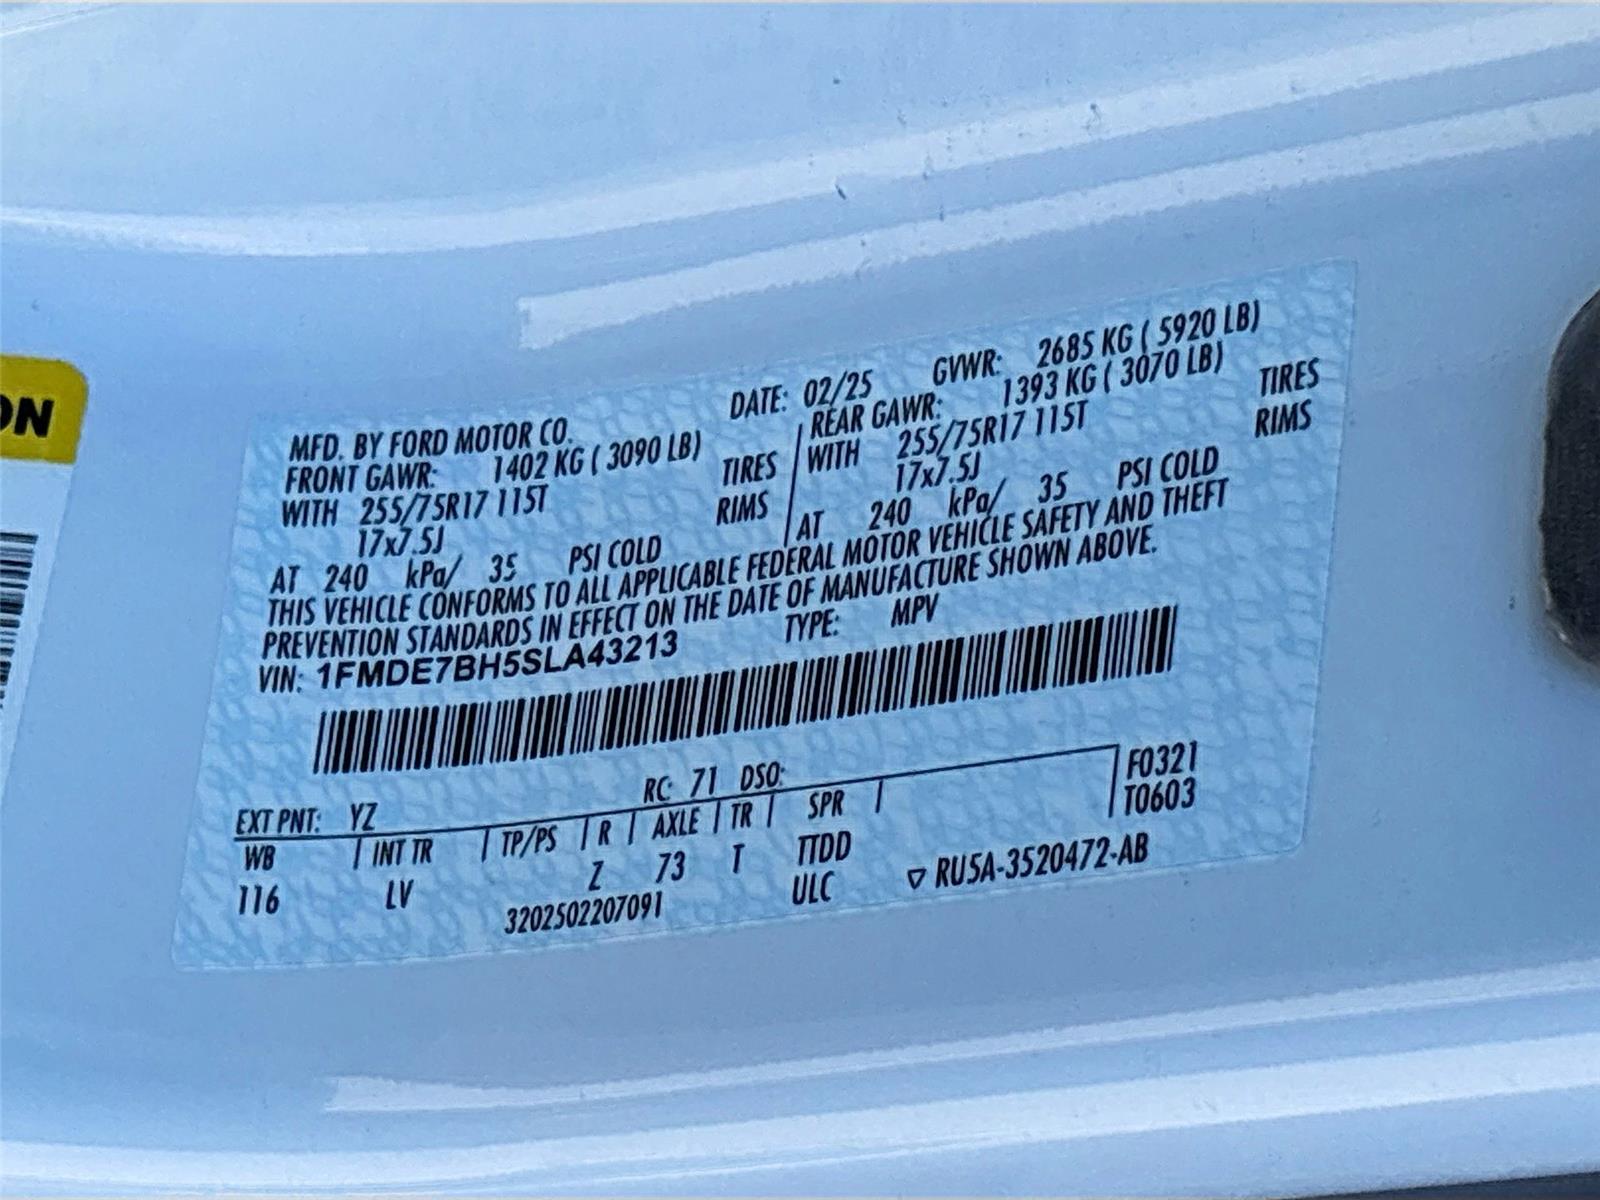 ON
MFD. BY FORD MOTOR CO. DATE: 02/25 GVWR: 2685 KG ( 5920 LB)
FRONT GAWR: 1402 KG ( 3090 LB) REAR GAWR: 1393 KG ( 3070 LB)
WITH 255/75R17 115T TIRES WITH 255/75R17 115T TIRES
17x7.5J RIMS 17x7.5J RIMS
AT 240 kPa/ 35 PSI COLD AT 240 kPa/ 35 PSI COLD
THIS VEHICLE CONFORMS TO ALL APPLICABLE FEDERAL MOTOR VEHICLE SAFETY AND THEFT
PREVENTION STANDARDS IN EFFECT ON THE DATE OF MANUFACTURE SHOWN ABOVE.
VIN: 1FMDE7BH5SLA43213 TYPE: MPV
EXT PNT: YZ RC: 71 DSO: F0321
WB INT TR TP/PS R AXLE TR SPR T0603
116 LV Z 73 T TTDD
3202502207091 ULC ▽ RU5A-3520472-AB